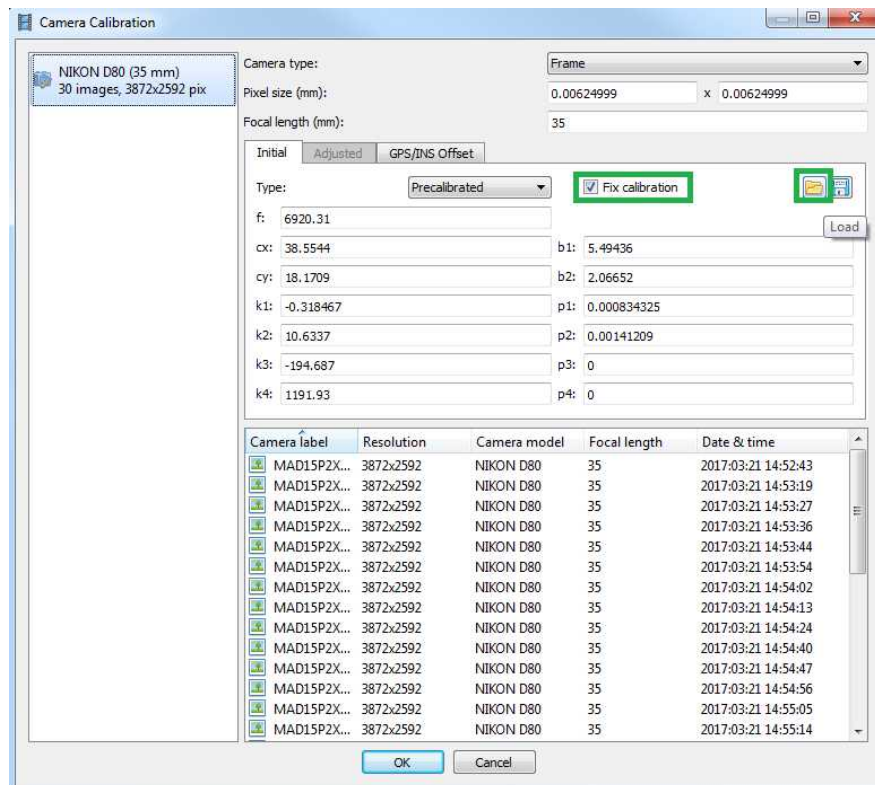 Camera Calibration
NIKON D80 (35 mm)
30 images, 3872x2592 pix
Camera type: Frame
Pixel size (mm): 0.00624999 x 0.00624999
Focal length (mm): 35
Initial Adjusted GPS/INS Offset
Type: Precalibrated Fix calibration
Load
f: 6920.31
cx: 38.5544 b1: 5.49436
cy: 18.1709 b2: 2.06652
k1: -0.318467 p1: 0.000834325
k2: 10.6337 p2: 0.00141209
k3: -194.687 p3: 0
k4: 1191.93 p4: 0
Camera label Resolution Camera model Focal length Date & time
MAD15P2X... 3872x2592 NIKON D80 35 2017:03:21 14:52:43
MAD15P2X... 3872x2592 NIKON D80 35 2017:03:21 14:53:19
MAD15P2X... 3872x2592 NIKON D80 35 2017:03:21 14:53:27
MAD15P2X... 3872x2592 NIKON D80 35 2017:03:21 14:53:36
MAD15P2X... 3872x2592 NIKON D80 35 2017:03:21 14:53:44
MAD15P2X... 3872x2592 NIKON D80 35 2017:03:21 14:53:54
MAD15P2X... 3872x2592 NIKON D80 35 2017:03:21 14:54:02
MAD15P2X... 3872x2592 NIKON D80 35 2017:03:21 14:54:13
MAD15P2X... 3872x2592 NIKON D80 35 2017:03:21 14:54:24
MAD15P2X... 3872x2592 NIKON D80 35 2017:03:21 14:54:40
MAD15P2X... 3872x2592 NIKON D80 35 2017:03:21 14:54:47
MAD15P2X... 3872x2592 NIKON D80 35 2017:03:21 14:54:56
MAD15P2X... 3872x2592 NIKON D80 35 2017:03:21 14:55:05
MAD15P2X... 3872x2592 NIKON D80 35 2017:03:21 14:55:14
OK Cancel